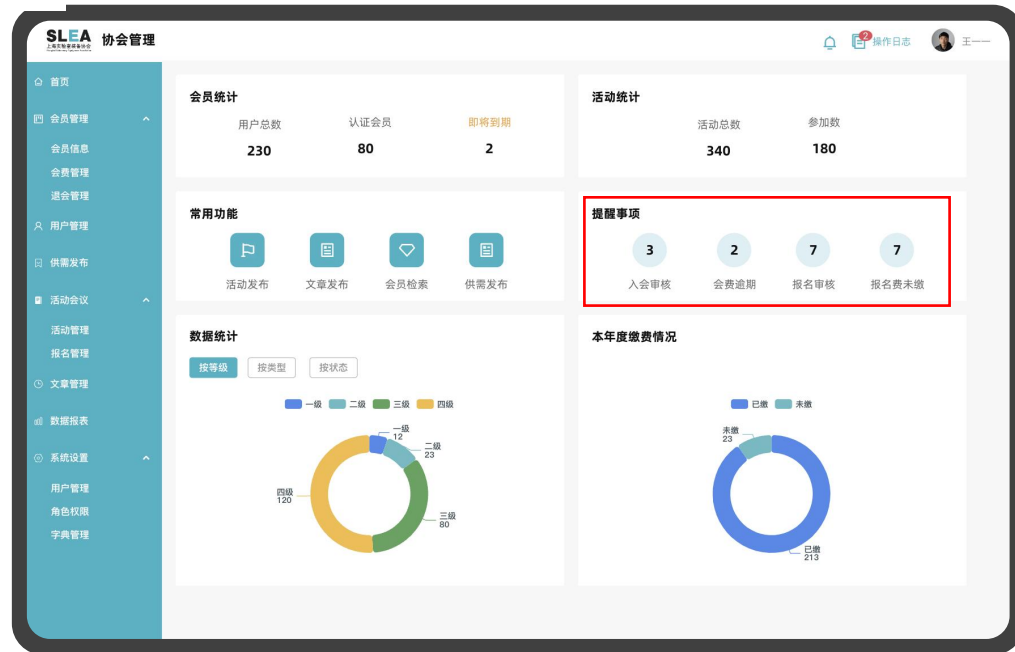 SLEA 协会管理
上海实验室装备协会
2
操作日志
王一一
首页
会员管理
会员信息
会费管理
退会管理
用户管理
供需发布
活动会议
活动管理
报名管理
文章管理
数据报表
系统设置
用户管理
角色权限
字典管理
会员统计
用户总数 认证会员 即将到期
230 80 2
活动统计
活动总数 参加数
340 180
常用功能
活动发布 文章发布 会员检索 供需发布
提醒事项
3 2 7 7
入会审核 会费逾期 报名审核 报名费未缴
数据统计
按等级 按类型 按状态
一级 二级 三级 四级
一级
12
二级
23
三级
80
四级
120
本年度缴费情况
已缴 未缴
未缴
23
已缴
213